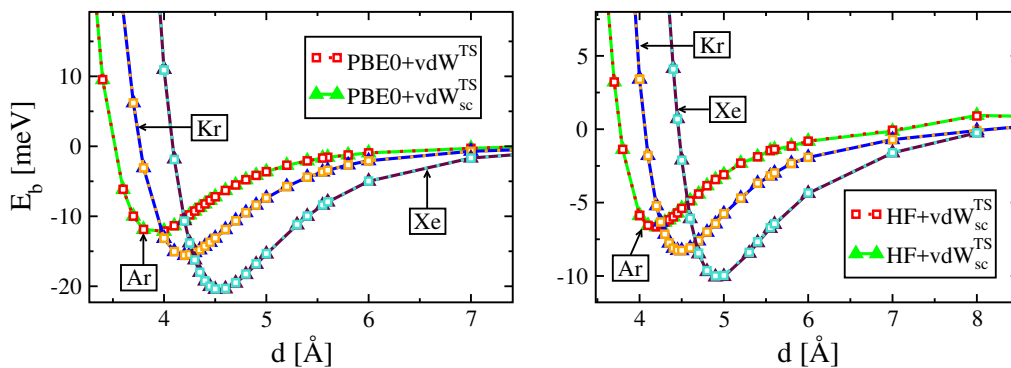 10
0
-10
-20
E_b [meV]
4
5
6
7
d [Å]
Kr
Ar
Xe
PBE0+vdW^TS
PBE0+vdW^TS_sc
5
0
-5
-10
4
5
6
7
8
d [Å]
Kr
Xe
Ar
HF+vdW^TS_sc
HF+vdW^TS_sc